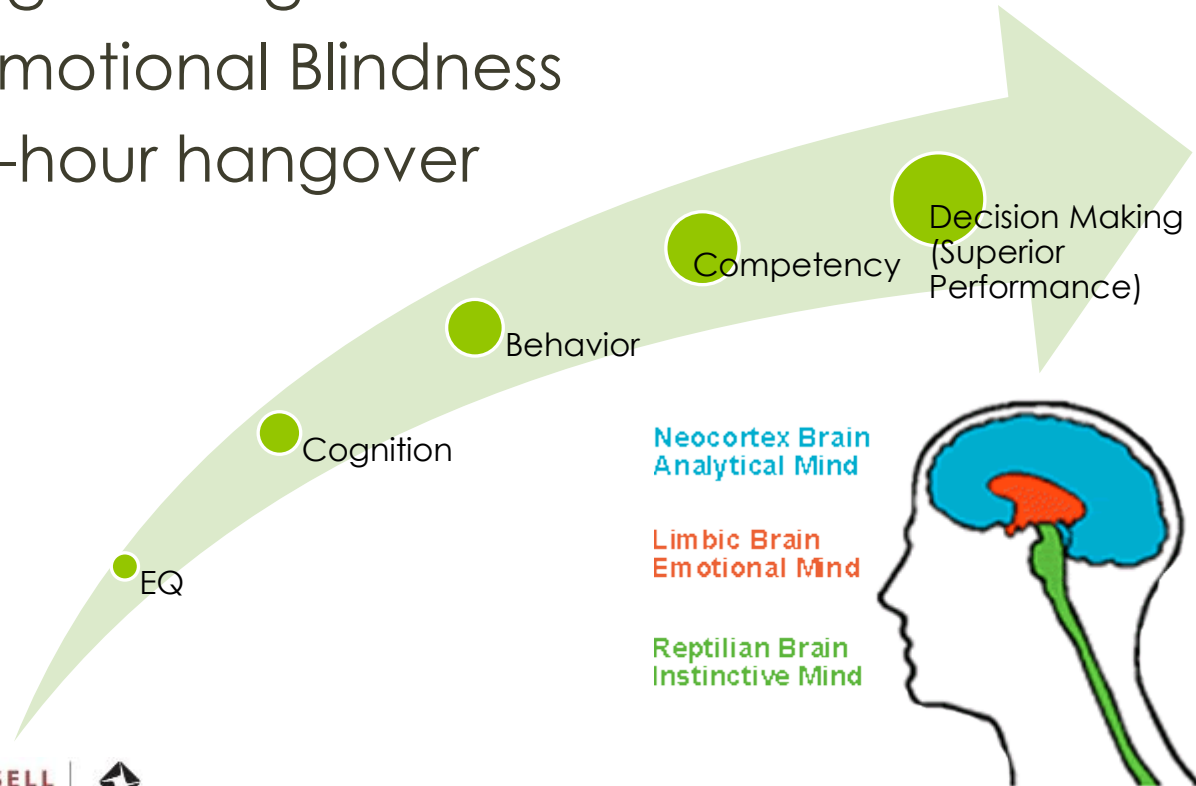 motional Blindness
-hour hangover
Decision Making
(Superior
Performance)
Competency
Behavior
Cognition
EQ
Neocortex Brain
Analytical Mind
Limbic Brain
Emotional Mind
Reptilian Brain
Instinctive Mind
SELL